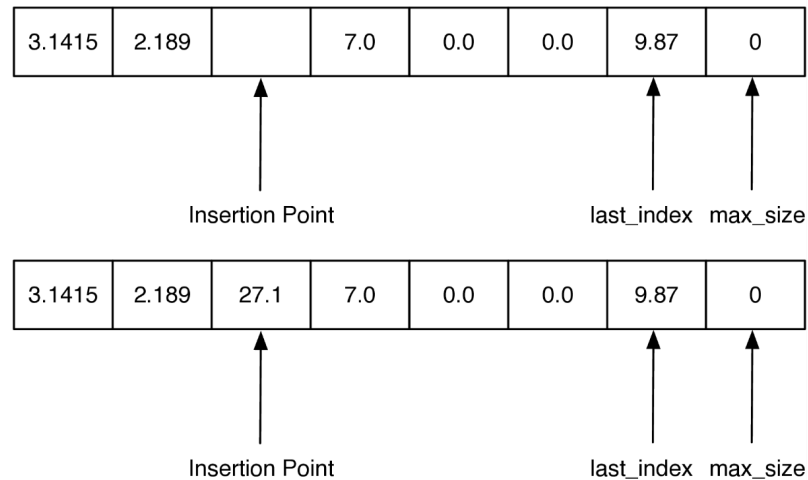 3.1415 2.189 7.0 0.0 0.0 9.87 0
Insertion Point last_index max_size
3.1415 2.189 27.1 7.0 0.0 0.0 9.87 0
Insertion Point last_index max_size